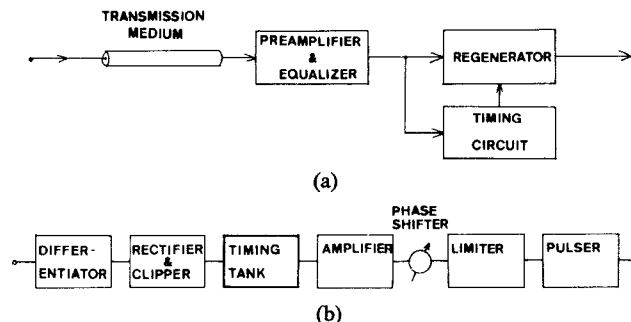 TRANSMISSION
MEDIUM
PREAMPLIFIER
&
EQUALIZER
REGENERATOR
TIMING
CIRCUIT
(a)
DIFFER-
ENTIATOR
RECTIFIER
&
CLIPPER
TIMING
TANK
AMPLIFIER
PHASE
SHIFTER
LIMITER
PULSER
(b)